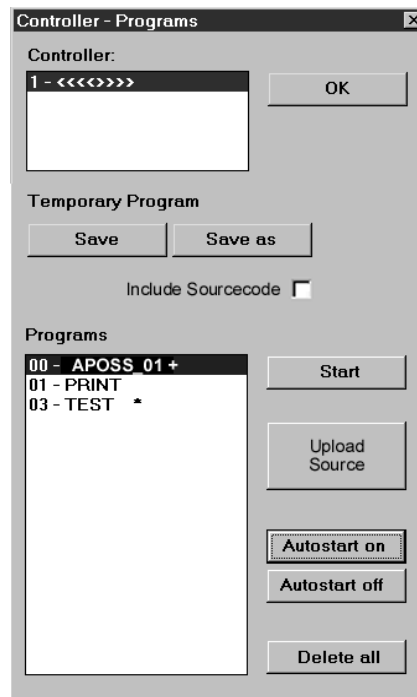 Controller - Programs
Controller:
1 - <<<<>>>>
OK
Temporary Program
Save
Save as
Include Sourcecode
Programs
00 - APOSS_01 +
01 - PRINT
03 - TEST *
Start
Upload
Source
Autostart on
Autostart off
Delete all